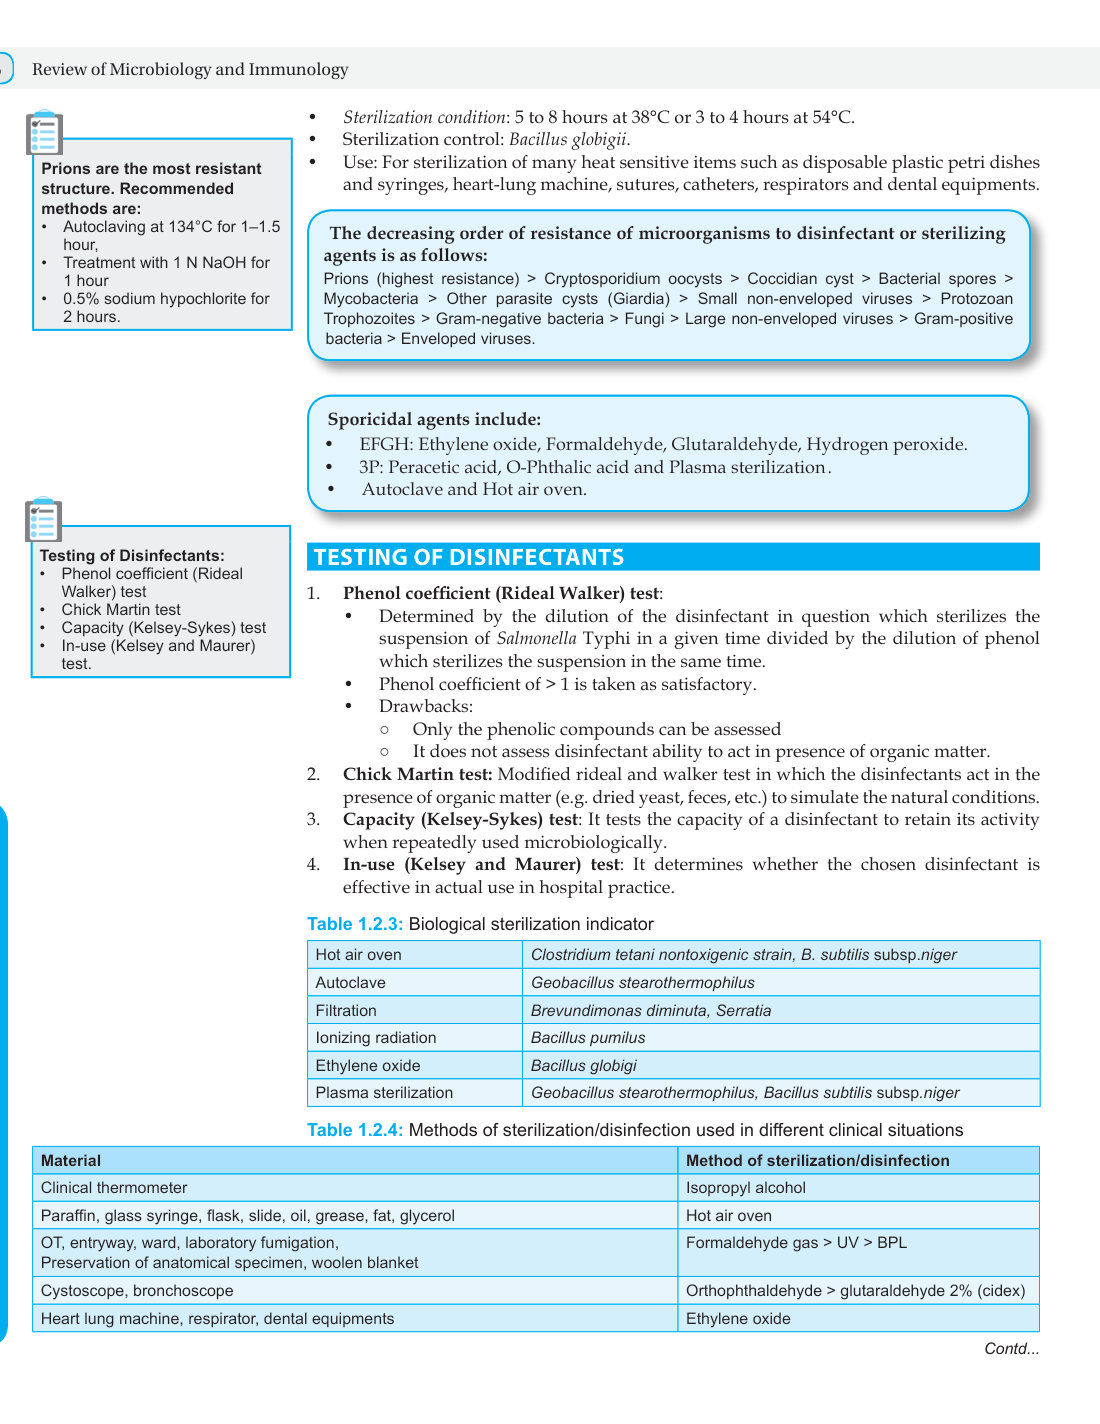 Review of Microbiology and Immunology
Prions are the most resistant
structure. Recommended
methods are:
• Autoclaving at 134°C for 1–1.5
hour,
• Treatment with 1 N NaOH for
1 hour
• 0.5% sodium hypochlorite for
2 hours.
• Sterilization condition: 5 to 8 hours at 38°C or 3 to 4 hours at 54°C.
• Sterilization control: Bacillus globigii.
• Use: For sterilization of many heat sensitive items such as disposable plastic petri dishes
and syringes, heart-lung machine, sutures, catheters, respirators and dental equipments.
The decreasing order of resistance of microorganisms to disinfectant or sterilizing
agents is as follows:
Prions (highest resistance) > Cryptosporidium oocysts > Coccidian cyst > Bacterial spores >
Mycobacteria > Other parasite cysts (Giardia) > Small non-enveloped viruses > Protozoan
Trophozoites > Gram-negative bacteria > Fungi > Large non-enveloped viruses > Gram-positive
bacteria > Enveloped viruses.
Sporicidal agents include:
• EFGH: Ethylene oxide, Formaldehyde, Glutaraldehyde, Hydrogen peroxide.
• 3P: Peracetic acid, O-Phthalic acid and Plasma sterilization.
• Autoclave and Hot air oven.
Testing of Disinfectants:
• Phenol coefficient (Rideal
Walker) test
• Chick Martin test
• Capacity (Kelsey-Sykes) test
• In-use (Kelsey and Maurer)
test.
TESTING OF DISINFECTANTS
1. Phenol coefficient (Rideal Walker) test:
• Determined by the dilution of the disinfectant in question which sterilizes the
suspension of Salmonella Typhi in a given time divided by the dilution of phenol
which sterilizes the suspension in the same time.
• Phenol coefficient of > 1 is taken as satisfactory.
• Drawbacks:
○ Only the phenolic compounds can be assessed
○ It does not assess disinfectant ability to act in presence of organic matter.
2. Chick Martin test: Modified rideal and walker test in which the disinfectants act in the
presence of organic matter (e.g. dried yeast, feces, etc.) to simulate the natural conditions.
3. Capacity (Kelsey-Sykes) test: It tests the capacity of a disinfectant to retain its activity
when repeatedly used microbiologically.
4. In-use (Kelsey and Maurer) test: It determines whether the chosen disinfectant is
effective in actual use in hospital practice.
Table 1.2.3: Biological sterilization indicator
Hot air oven Clostridium tetani nontoxigenic strain, B. subtilis subsp.niger
Autoclave Geobacillus stearothermophilus
Filtration Brevundimonas diminuta, Serratia
Ionizing radiation Bacillus pumilus
Ethylene oxide Bacillus globigi
Plasma sterilization Geobacillus stearothermophilus, Bacillus subtilis subsp.niger
Table 1.2.4: Methods of sterilization/disinfection used in different clinical situations
Material Method of sterilization/disinfection
Clinical thermometer Isopropyl alcohol
Paraffin, glass syringe, flask, slide, oil, grease, fat, glycerol Hot air oven
OT, entryway, ward, laboratory fumigation, Formaldehyde gas > UV > BPL
Preservation of anatomical specimen, woolen blanket
Cystoscope, bronchoscope Orthophthaldehyde > glutaraldehyde 2% (cidex)
Heart lung machine, respirator, dental equipments Ethylene oxide
Contd...